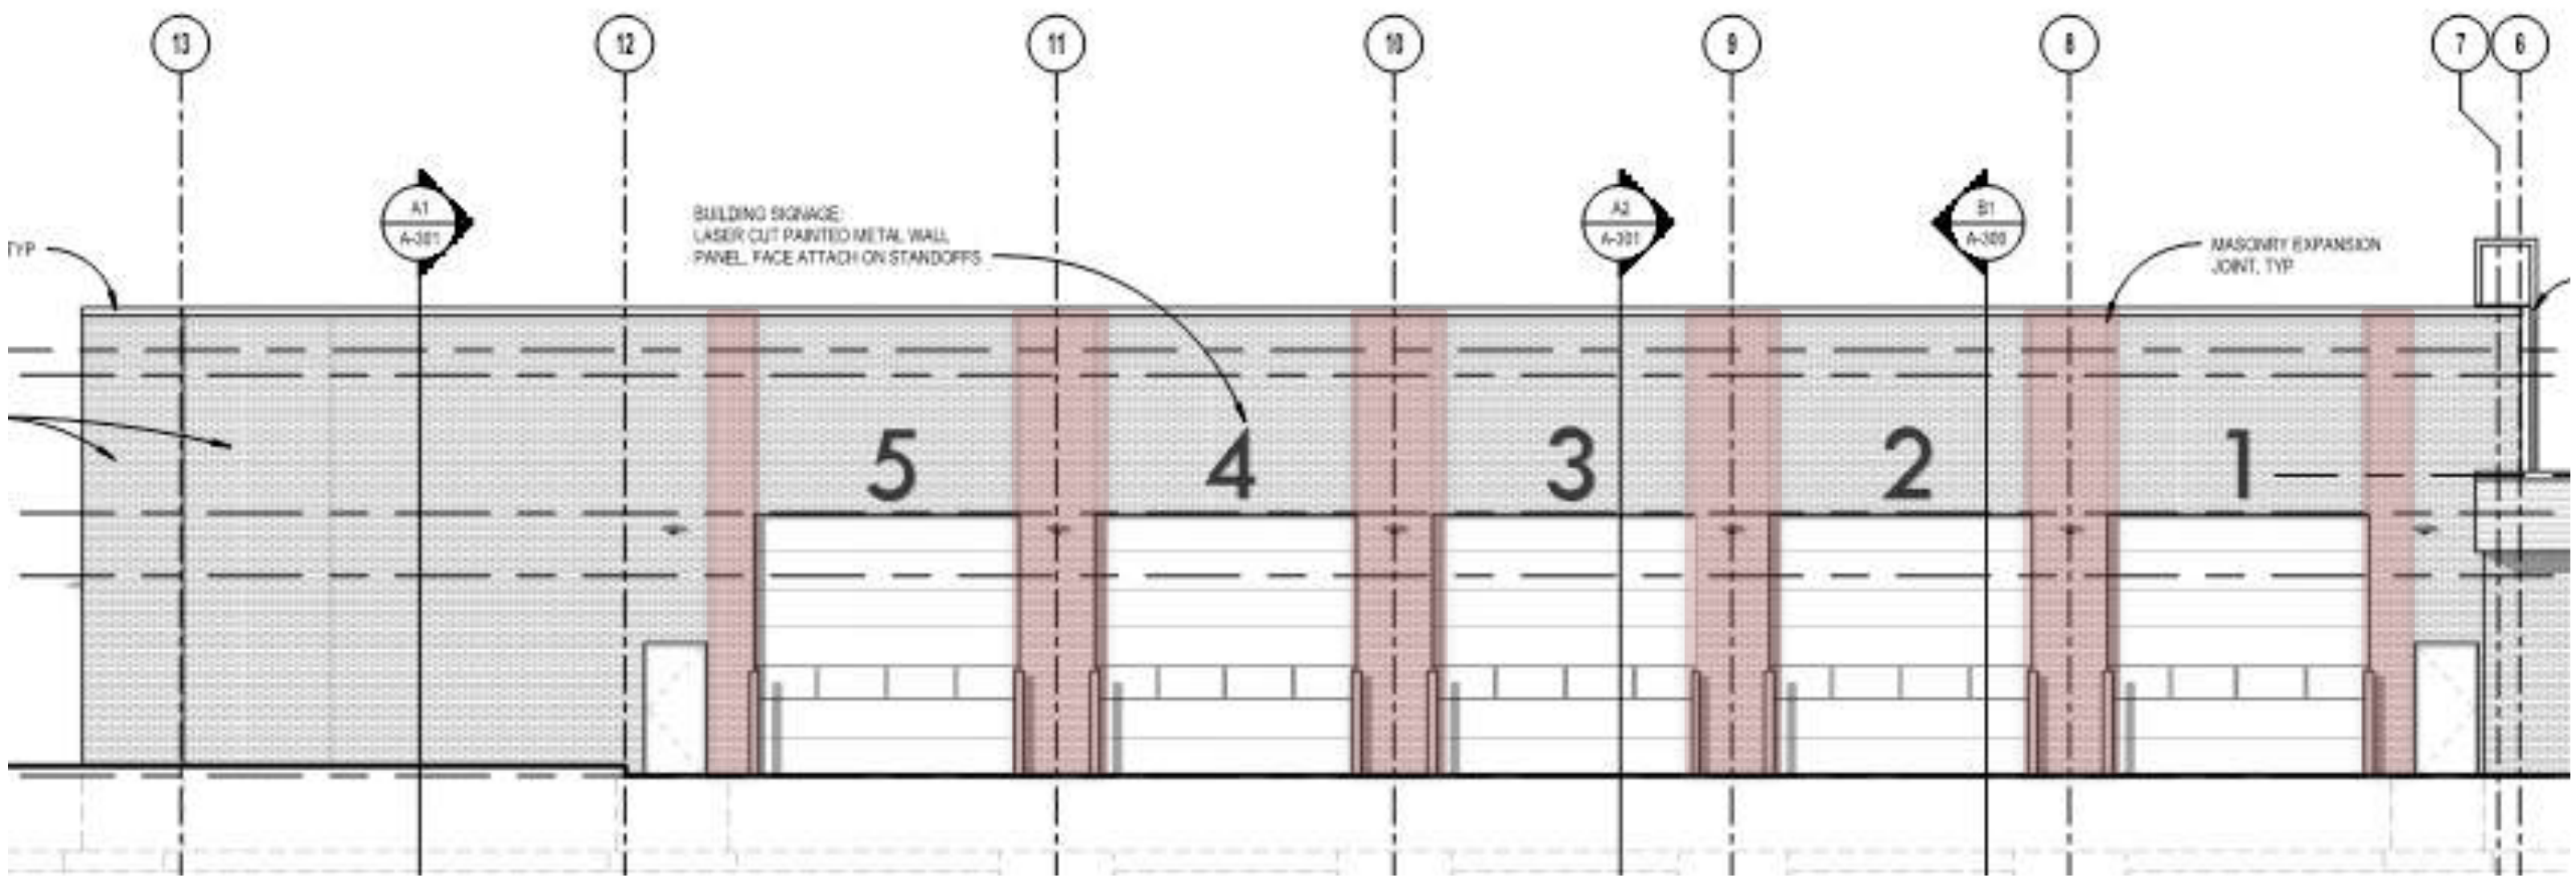 13 12 11 10 9 8 7 6
A1
A-301
BUILDING SIGNAGE:
LASER CUT PAINTED METAL WALL
PANEL, FACE ATTACH ON STANDOFFS
A2
A-301
B1
A-300
MASONRY EXPANSION
JOINT, TYP
TYP
5 4 3 2 1